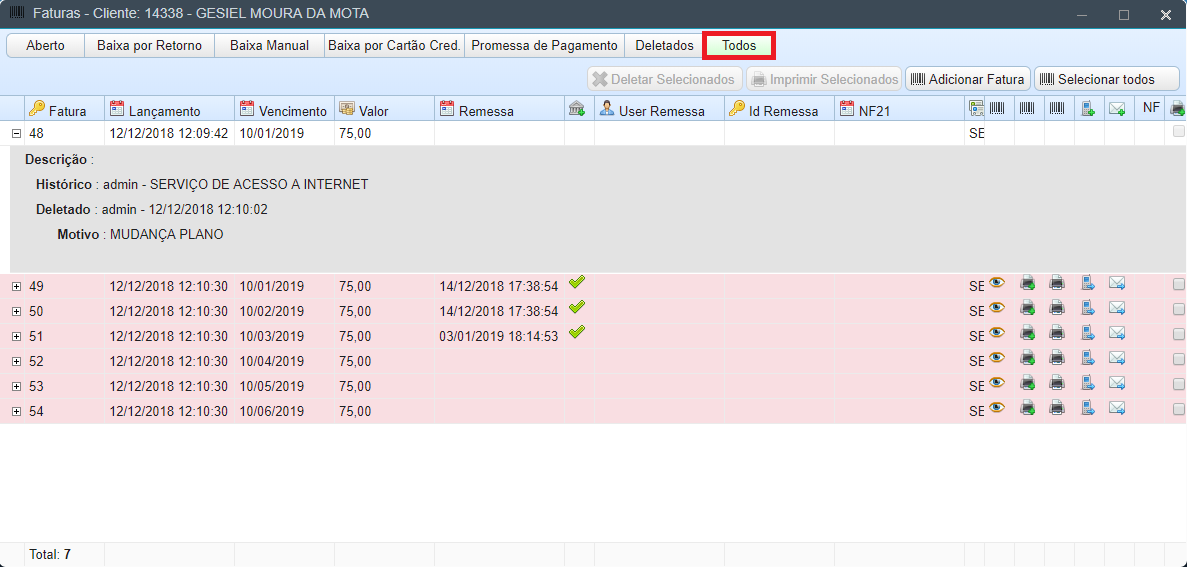 Faturas - Cliente: 14338 - GESIEL MOURA DA MOTA
Aberto Baixa por Retorno Baixa Manual Baixa por Cartão Cred. Promessa de Pagamento Deletados Todos
Deletar Selecionados Imprimir Selecionados Adicionar Fatura Selecionar todos
Fatura Lançamento Vencimento Valor Remessa User Remessa Id Remessa NF21 NF
48 12/12/2018 12:09:42 10/01/2019 75,00 SE
Descrição :
Histórico : admin - SERVIÇO DE ACESSO A INTERNET
Deletado : admin - 12/12/2018 12:10:02
Motivo : MUDANÇA PLANO
49 12/12/2018 12:10:30 10/01/2019 75,00 14/12/2018 17:38:54 SE
50 12/12/2018 12:10:30 10/02/2019 75,00 14/12/2018 17:38:54 SE
51 12/12/2018 12:10:30 10/03/2019 75,00 03/01/2019 18:14:53 SE
52 12/12/2018 12:10:30 10/04/2019 75,00 SE
53 12/12/2018 12:10:30 10/05/2019 75,00 SE
54 12/12/2018 12:10:30 10/06/2019 75,00 SE
Total: 7